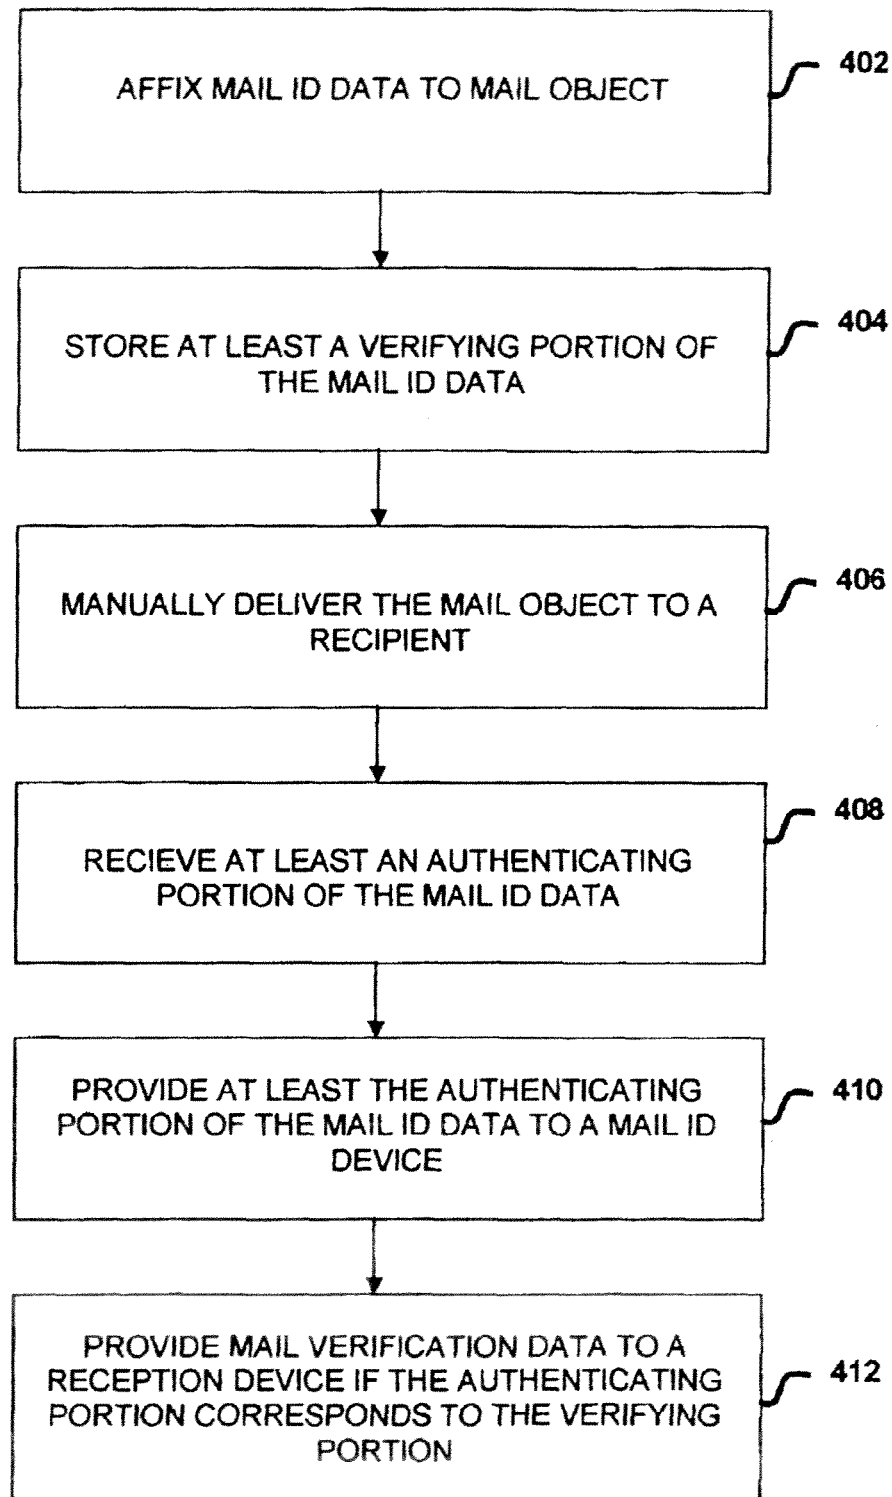 AFFIX MAIL ID DATA TO MAIL OBJECT
402
STORE AT LEAST A VERIFYING PORTION OF
THE MAIL ID DATA
404
MANUALLY DELIVER THE MAIL OBJECT TO A
RECIPIENT
406
RECIEVE AT LEAST AN AUTHENTICATING
PORTION OF THE MAIL ID DATA
408
PROVIDE AT LEAST THE AUTHENTICATING
PORTION OF THE MAIL ID DATA TO A MAIL ID
DEVICE
410
PROVIDE MAIL VERIFICATION DATA TO A
RECEPTION DEVICE IF THE AUTHENTICATING
PORTION CORRESPONDS TO THE VERIFYING
PORTION
412